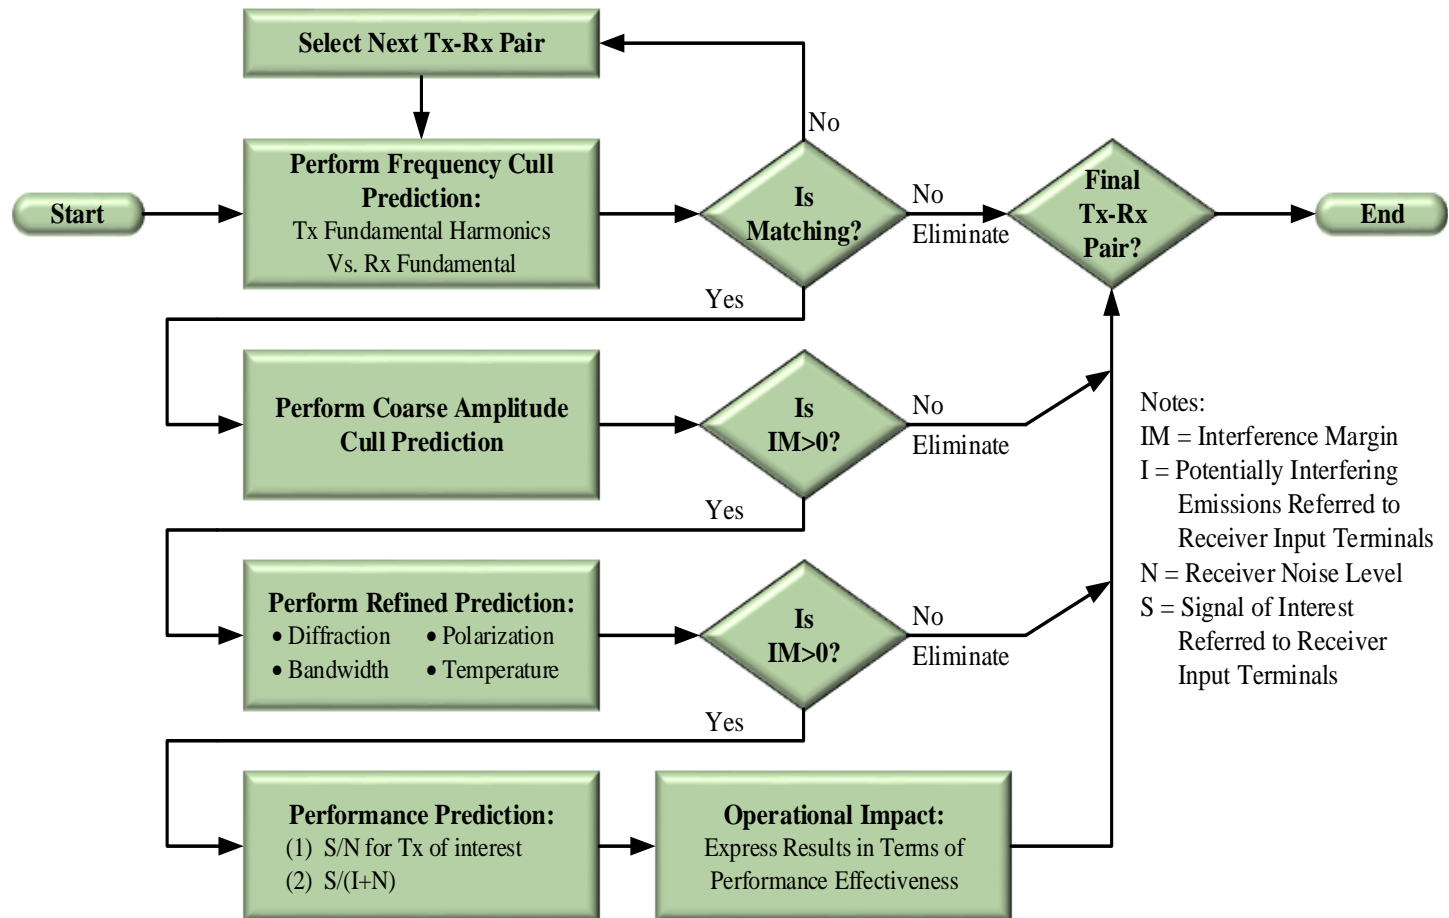 Select Next Tx-Rx Pair
No
Start
Perform Frequency Cull
Prediction:
Tx Fundamental Harmonics
Vs. Rx Fundamental
Is
Matching?
No
Eliminate
Final
Tx-Rx
Pair?
End
Yes
Perform Coarse Amplitude
Cull Prediction
Is
IM>0?
No
Eliminate
Yes
Perform Refined Prediction:
• Diffraction • Polarization
• Bandwidth • Temperature
Is
IM>0?
No
Eliminate
Yes
Performance Prediction:
(1) S/N for Tx of interest
(2) S/(I+N)
Operational Impact:
Express Results in Terms of
Performance Effectiveness
Notes:
IM = Interference Margin
I = Potentially Interfering
Emissions Referred to
Receiver Input Terminals
N = Receiver Noise Level
S = Signal of Interest
Referred to Receiver
Input Terminals